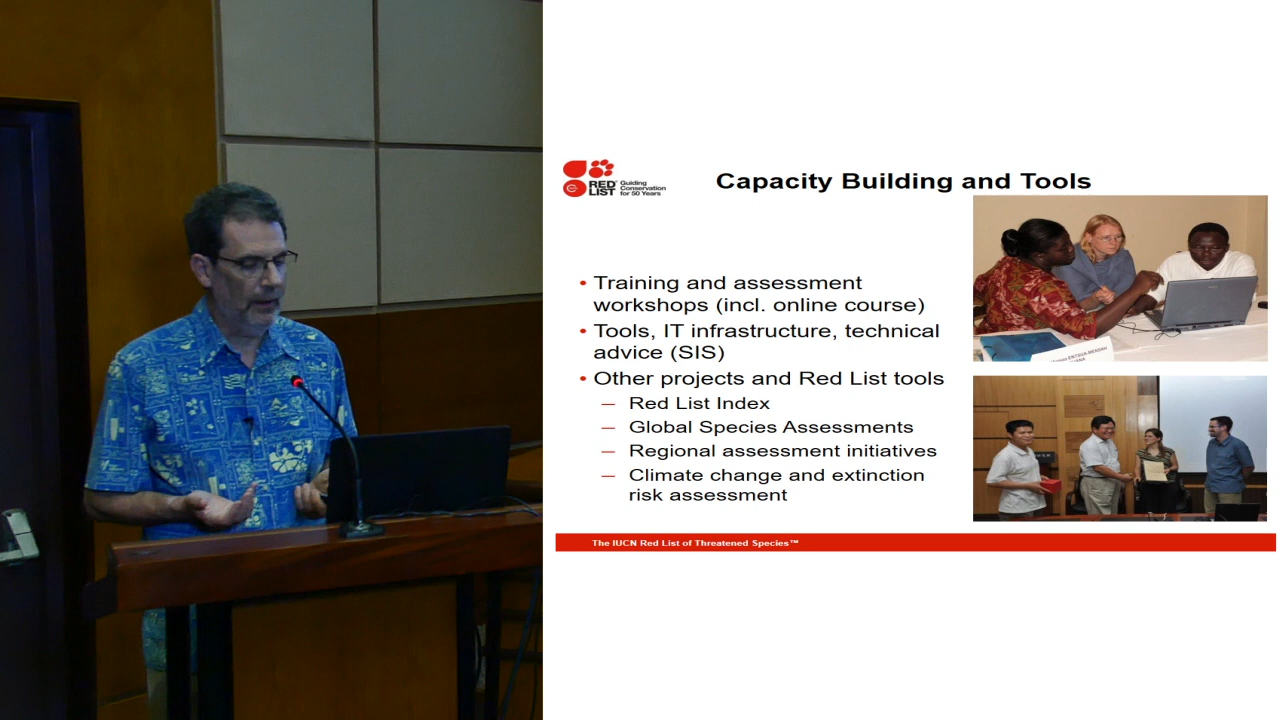 RED LIST
Guiding
Conservation
for 50 Years
Capacity Building and Tools
• Training and assessment
workshops (incl. online course)
• Tools, IT infrastructure, technical
advice (SIS)
• Other projects and Red List tools
– Red List Index
– Global Species Assessments
– Regional assessment initiatives
– Climate change and extinction
risk assessment
The IUCN Red List of Threatened Species™